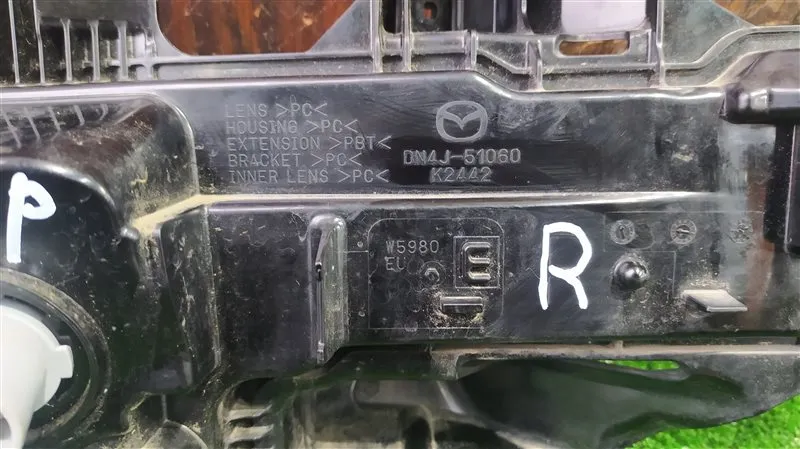 LENS >PC<
HOUSING >PC<
EXTENSION >PBT<
BRACKET >PC<
INNER LENS >PC<
DN4J-51060
K2442
P
W5980
EU
E
R